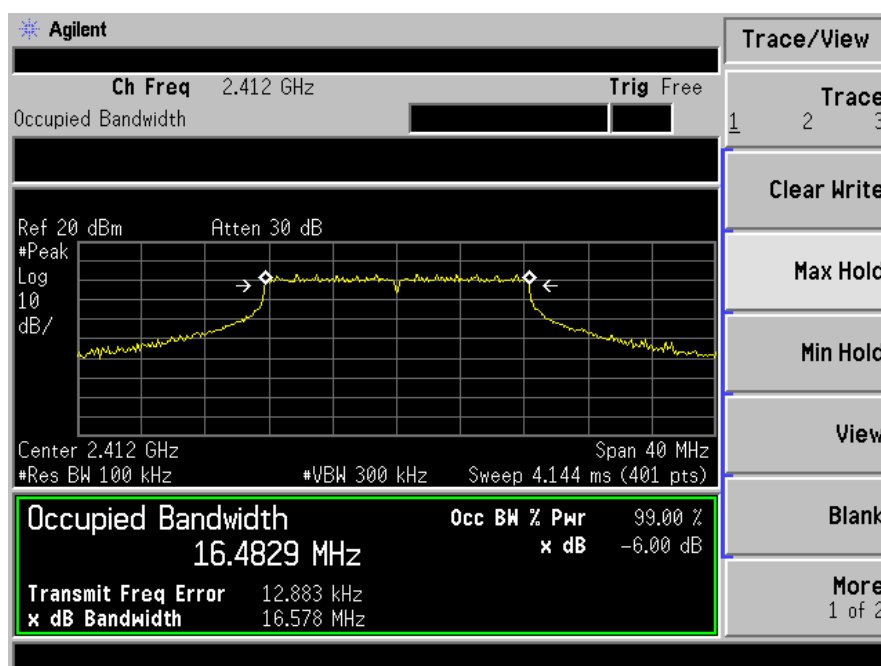 Agilent
Trace/View
Ch Freq 2.412 GHz Trig Free
Occupied Bandwidth
Trace
1 2 3
Clear Write
Ref 20 dBm Atten 30 dB
#Peak
Log
10
dB/
Max Hold
Min Hold
View
Center 2.412 GHz Span 40 MHz
#Res BW 100 kHz #VBW 300 kHz Sweep 4.144 ms (401 pts)
Occupied Bandwidth
16.4829 MHz
Occ BW % Pwr 99.00 %
x dB -6.00 dB
Blank
Transmit Freq Error 12.883 kHz
x dB Bandwidth 16.578 MHz
More
1 of 2